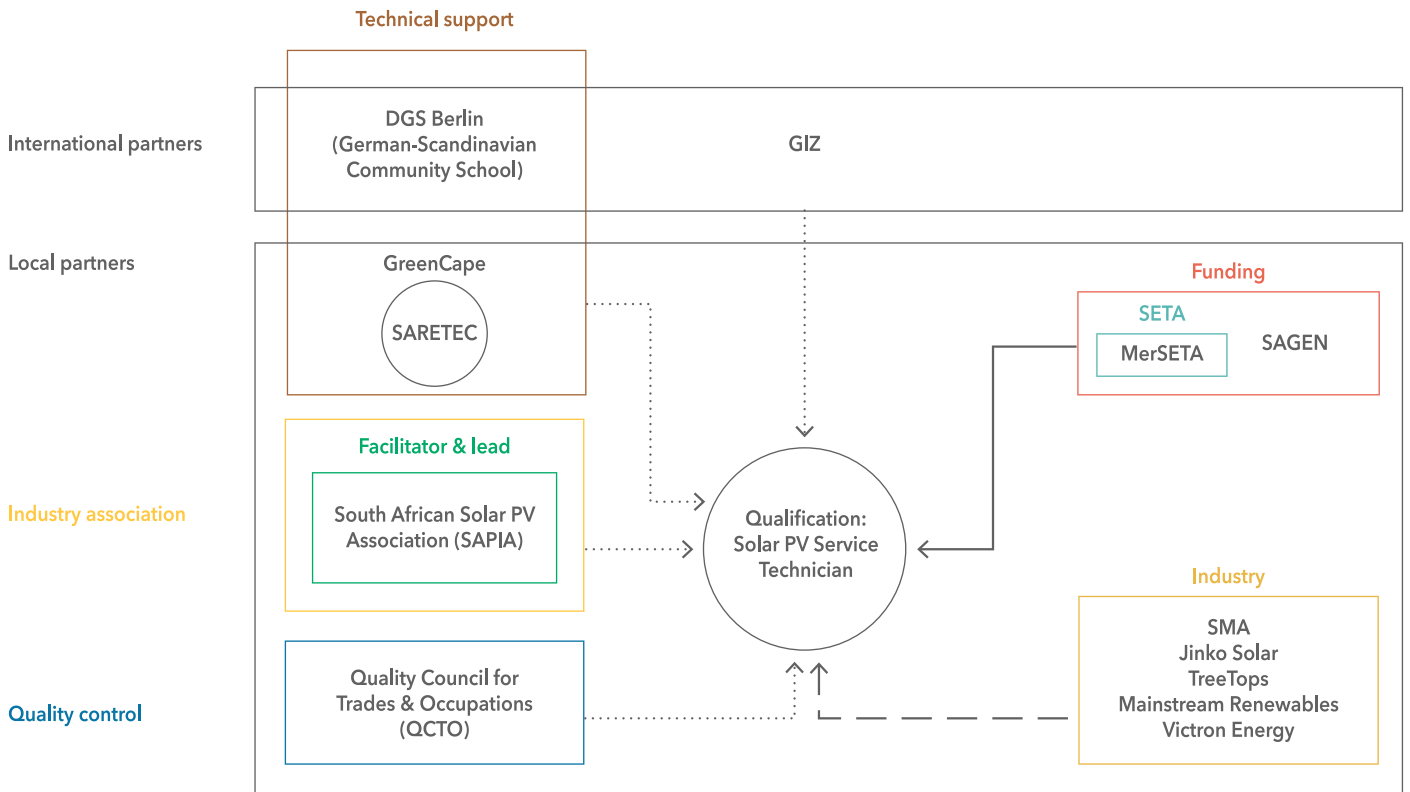 Technical support
International partners
DGS Berlin
(German-Scandinavian
Community School)
GIZ
Local partners
GreenCape
SARETEC
Funding
SETA
MerSETA
SAGEN
Industry association
Facilitator & lead
South African Solar PV
Association (SAPIA)
Qualification:
Solar PV Service
Technician
Quality control
Quality Council for
Trades & Occupations
(QCTO)
Industry
SMA
Jinko Solar
TreeTops
Mainstream Renewables
Victron Energy